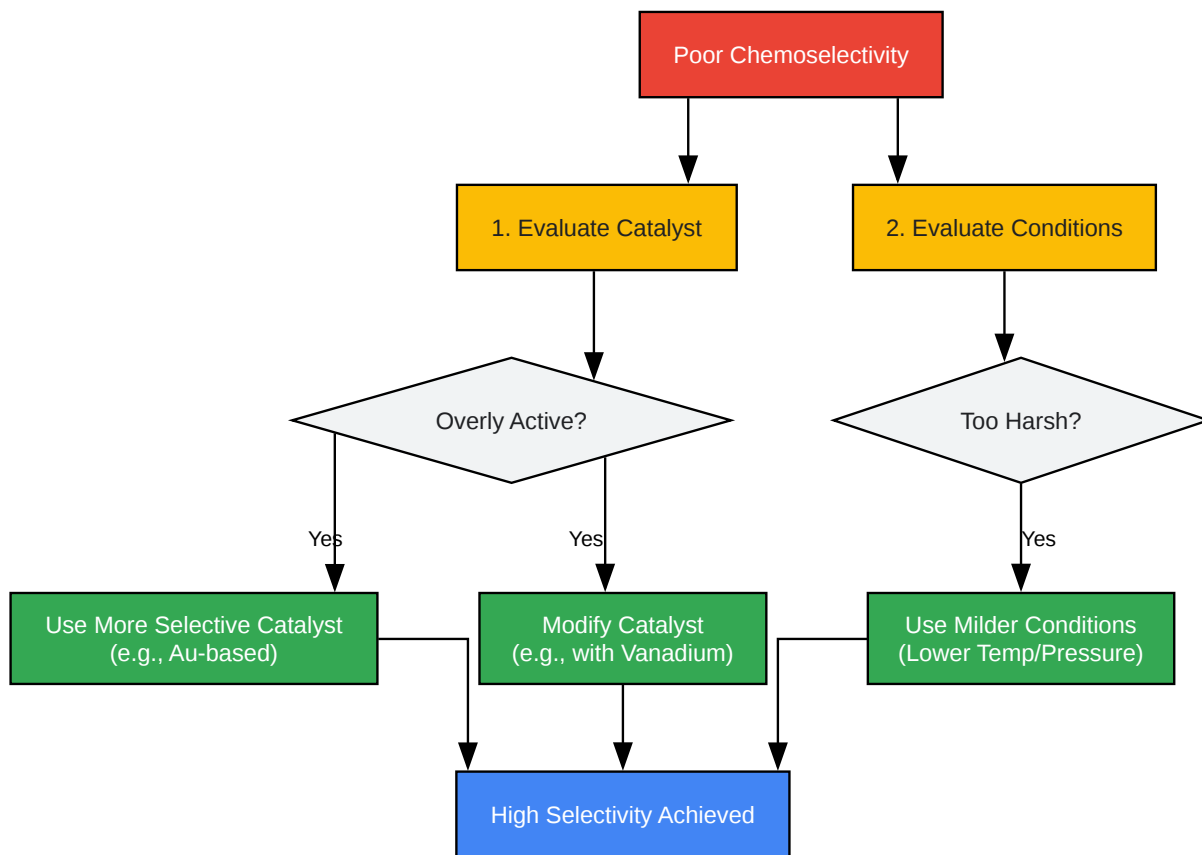 Poor Chemoselectivity
1. Evaluate Catalyst
2. Evaluate Conditions
Overly Active?
Too Harsh?
Yes
Yes
Yes
Use More Selective Catalyst
(e.g., Au-based)
Modify Catalyst
(e.g., with Vanadium)
Use Milder Conditions
(Lower Temp/Pressure)
High Selectivity Achieved